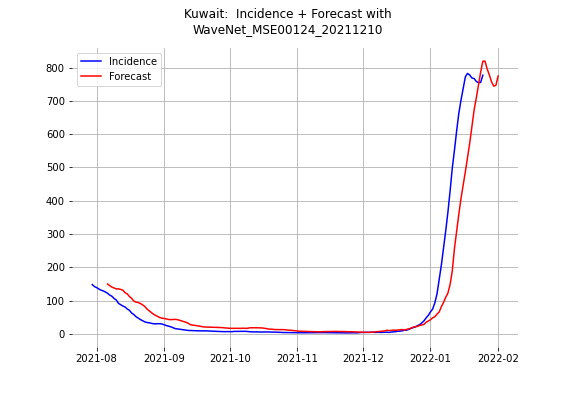 Kuwait:  Incidence + Forecast with
WaveNet_MSE00124_20211210
Incidence
Forecast
800
700
600
500
400
300
200
100
0
2021-08 2021-09 2021-10 2021-11 2021-12 2022-01 2022-02